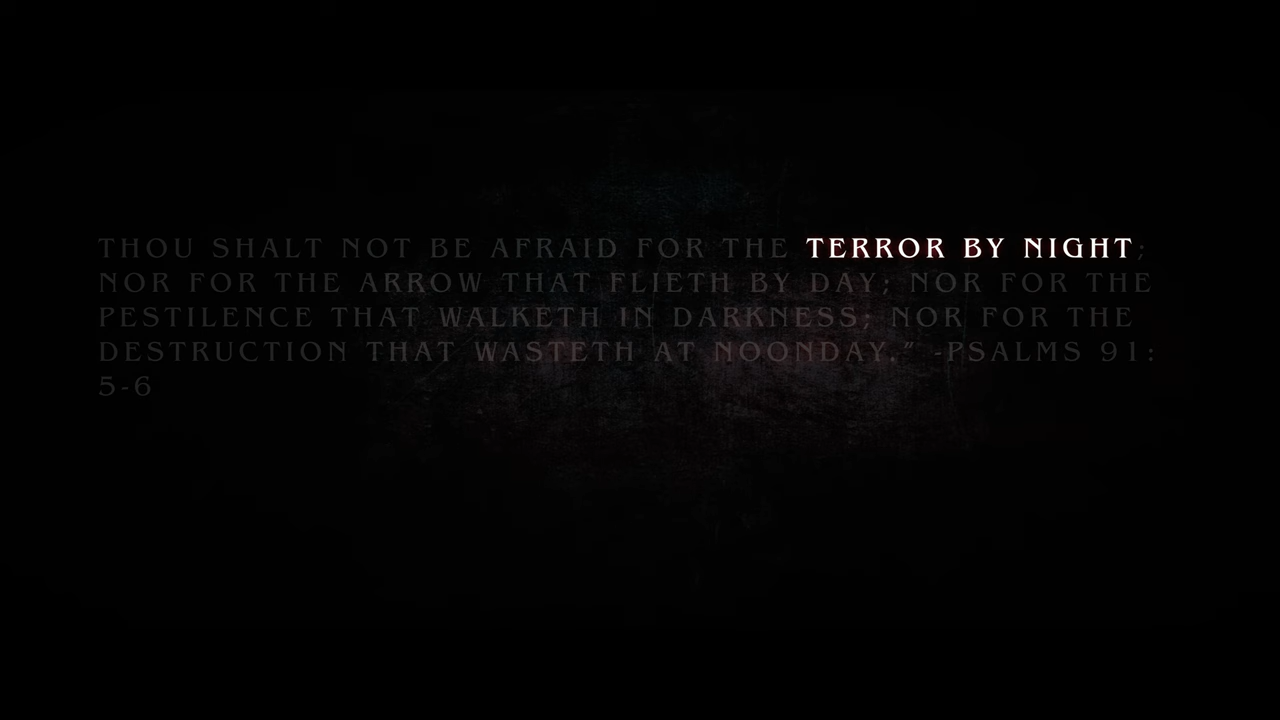 THOU SHALT NOT BE AFRAID FOR THE TERROR BY NIGHT;
NOR FOR THE ARROW THAT FLIETH BY DAY; NOR FOR THE
PESTILENCE THAT WALKETH IN DARKNESS; NOR FOR THE
DESTRUCTION THAT WASTETH AT NOONDAY.” -PSALMS 91:
5-6